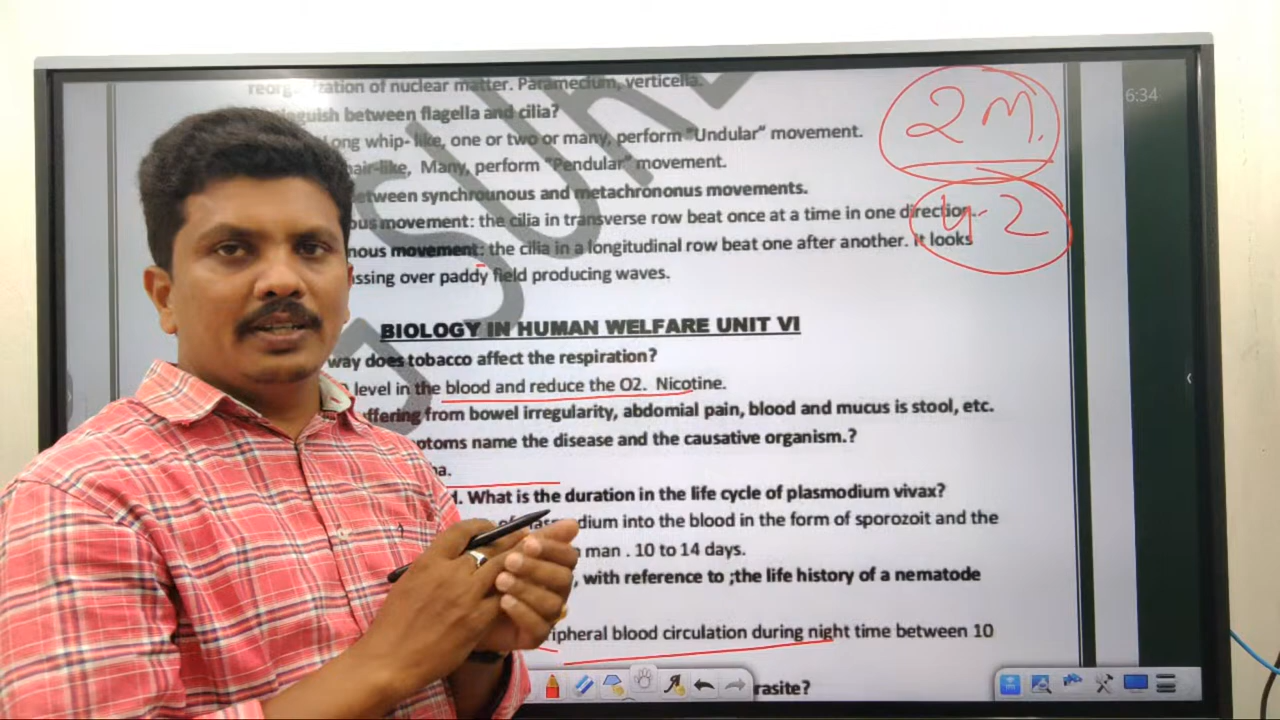 zation of nuclear matter. Paramedium, verticella.
guish between flagella and cilia?
ong whip- like, one or two or many, perform "Undular" movement.
hair-like, Many, perform "Pendular" movement.
etween synchrounous and metachrononus movements.
ous movement: the cilia in transverse row beat once at a time in one direction.
nous movement: the cilia in a longitudinal row beat one after another. It looks
ssing over paddy field producing waves.
2 M.
4-2
6:34
BIOLOGY IN HUMAN WELFARE UNIT VI
way does tobacco affect the respiration?
level in the blood and reduce the O2. Nicotine.
uffering from bowel irregularity, abdomial pain, blood and mucus is stool, etc.
ptoms name the disease and the causative organism.?
ba.
d. What is the duration in the life cycle of plasmodium vivax?
dium into the blood in the form of sporozoit and the
man . 10 to 14 days.
, with reference to ;the life history of a nematode
ipheral blood circulation during night time between 10
rasite?